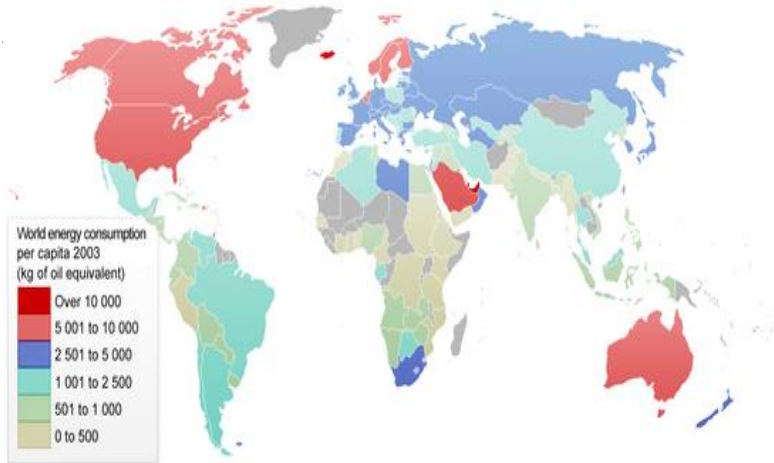 World energy consumption
per capita 2003
(kg of oil equivalent)
Over 10 000
5 001 to 10 000
2 501 to 5 000
1 001 to 2 500
501 to 1 000
0 to 500